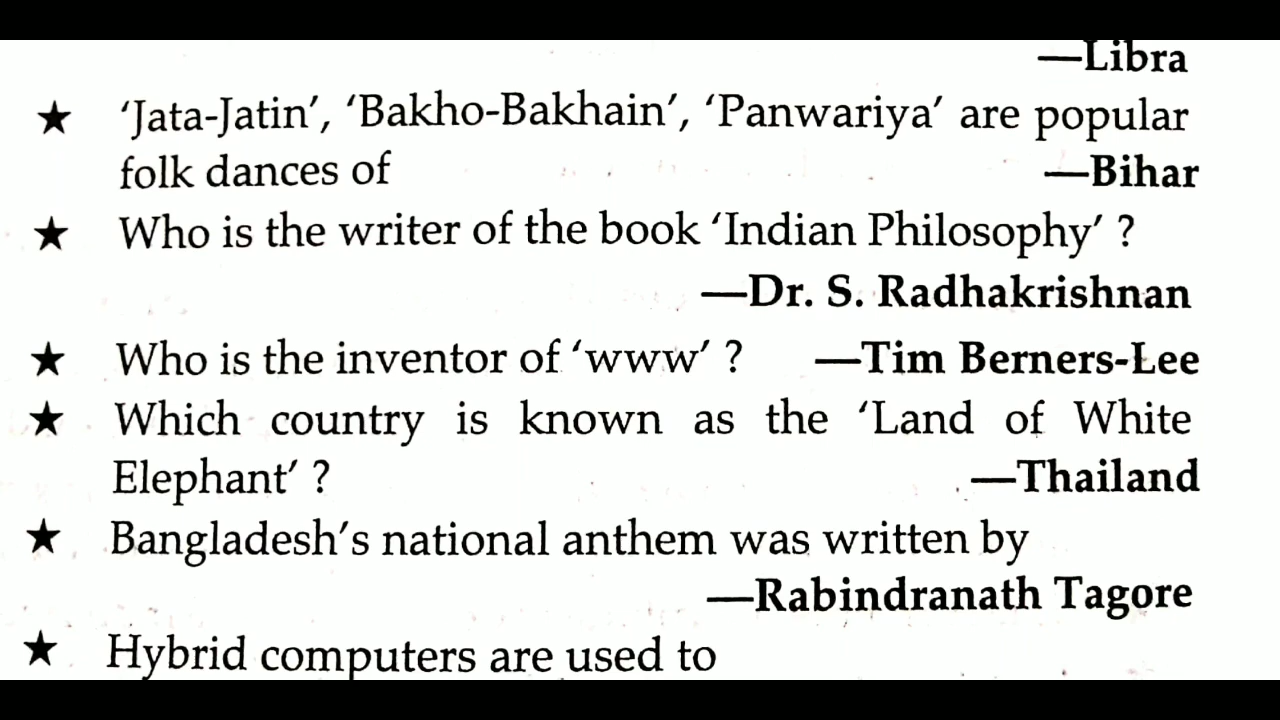 —Libra
★ 'Jata-Jatin', 'Bakho-Bakhain', 'Panwariya' are popular
folk dances of —Bihar
★ Who is the writer of the book 'Indian Philosophy' ?
—Dr. S. Radhakrishnan
★ Who is the inventor of 'www' ? —Tim Berners-Lee
★ Which country is known as the 'Land of White
Elephant' ? —Thailand
★ Bangladesh's national anthem was written by
—Rabindranath Tagore
★ Hybrid computers are used to